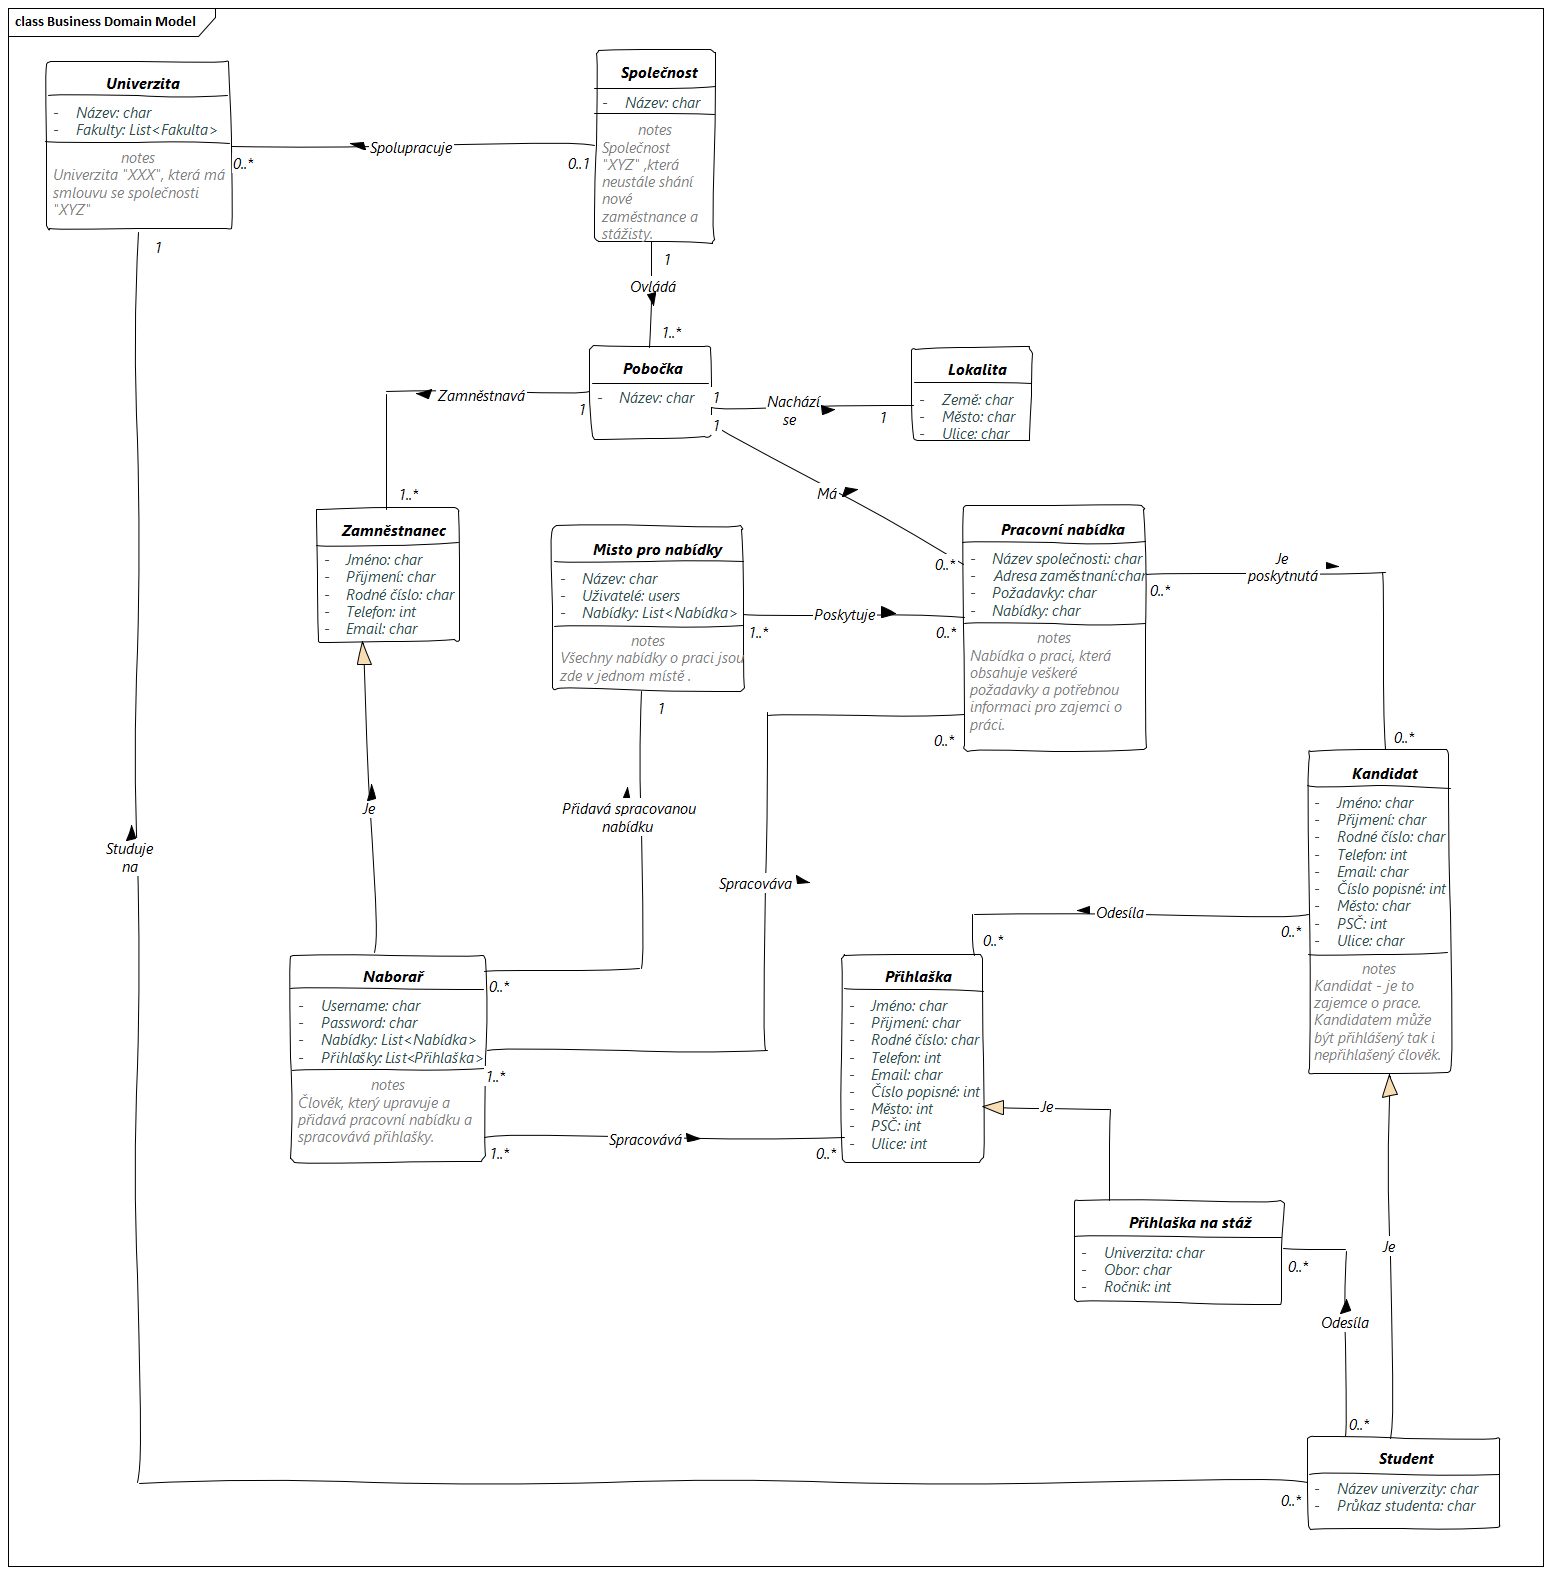 class Business Domain Model
Univerzita
- Název: char
- Fakulty: List<Fakulta>
notes
Univerzita "XXX", která má
smlouvu se společnosti
"XYZ"
Společnost
- Název: char
notes
Společnost
"XYZ" ,která
neustále shání
nové
zaměstnance a
stážisty.
0..*
Spolupracuje
0..1
1
1
Ovládá
1..*
Pobočka
- Název: char
Lokalita
- Země: char
- Město: char
- Ulice: char
Zamněstnavá
1
1
Nachází
se
1
1
1..*
Má
0..*
Zamněstnanec
- Jméno: char
- Přijmení: char
- Rodné číslo: char
- Telefon: int
- Email: char
Misto pro nabídky
- Název: char
- Uživatelé: users
- Nabídky: List<Nabídka>
notes
Všechny nabídky o praci jsou
zde v jednom místě .
Pracovní nabídka
- Název společnosti: char
- Adresa zaměstnaní:char
- Požadavky: char
- Nabídky: char
notes
Nabídka o praci, která
obsahuje veškeré
požadavky a potřebnou
informaci pro zajemci o
práci.
Je
poskytnutá
0..*
Poskytuje
1..*
0..*
1
0..*
0..*
Kandidat
- Jméno: char
- Přijmení: char
- Rodné číslo: char
- Telefon: int
- Email: char
- Číslo popisné: int
- Město: char
- PSČ: int
- Ulice: char
notes
Kandidat - je to
zajemce o prace.
Kandidatem může
být přihlášený tak i
nepřihlašený člověk.
Je
Přidavá spracovanou
nabídku
Studuje
na
Spracováva
Odesíla
0..*
0..*
Naborař
- Username: char
- Password: char
- Nabídky: List<Nabídka>
- Přihlašky: List<Přihlaška>
notes
Člověk, který upravuje a
přidavá pracovní nabídku a
spracovává přihlašky.
0..*
1..*
1..*
Spracovává
0..*
Přihlaška
- Jméno: char
- Přijmení: char
- Rodné číslo: char
- Telefon: int
- Email: char
- Číslo popisné: int
- Město: int
- PSČ: int
- Ulice: int
Je
Přihlaška na stáž
- Univerzita: char
- Obor: char
- Ročnik: int
0..*
Je
Odesíla
0..*
Student
- Název univerzity: char
- Průkaz studenta: char
0..*